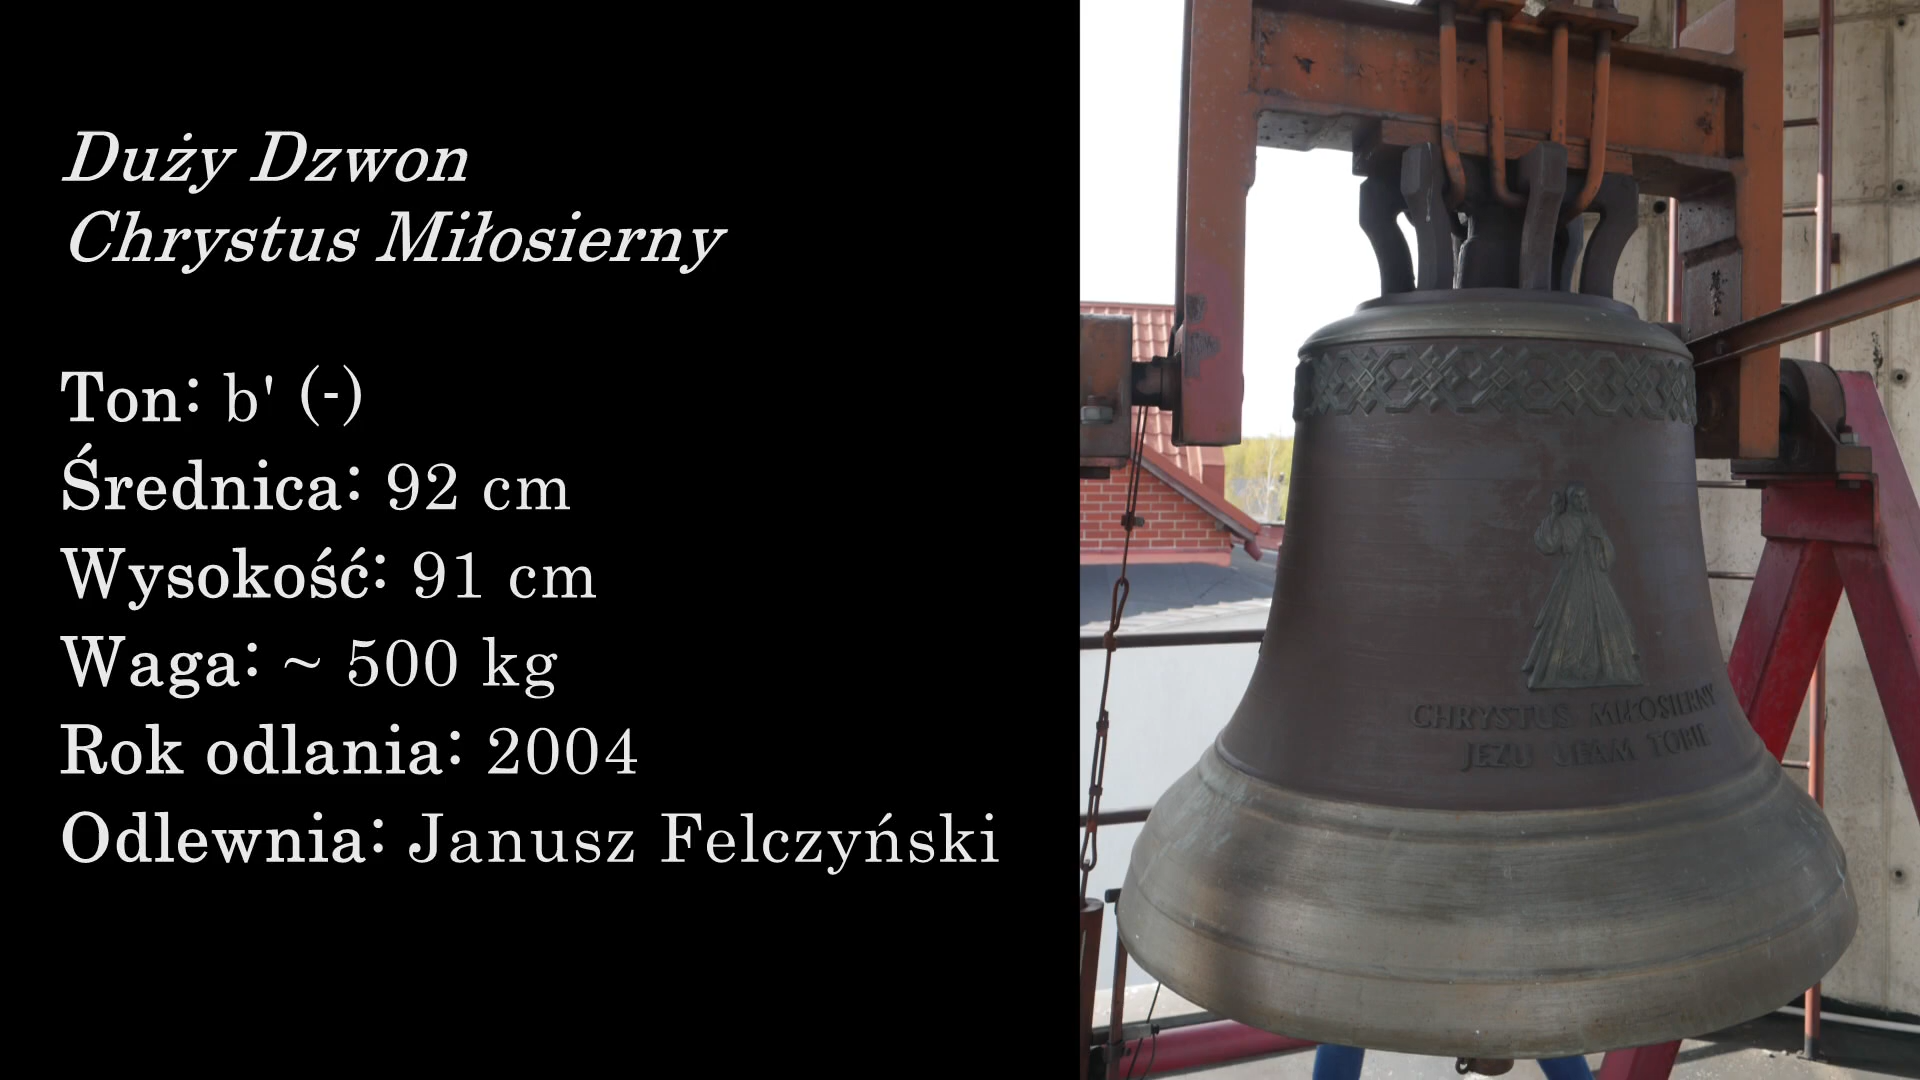 Duży Dzwon
Chrystus Miłosierny
Ton: b' (-)
Średnica: 92 cm
Wysokość: 91 cm
Waga: ~ 500 kg
Rok odlania: 2004
Odlewnia: Janusz Felczyński
CHRYSTUS MIŁOSIERNY
JEZU UFAM TOBIE